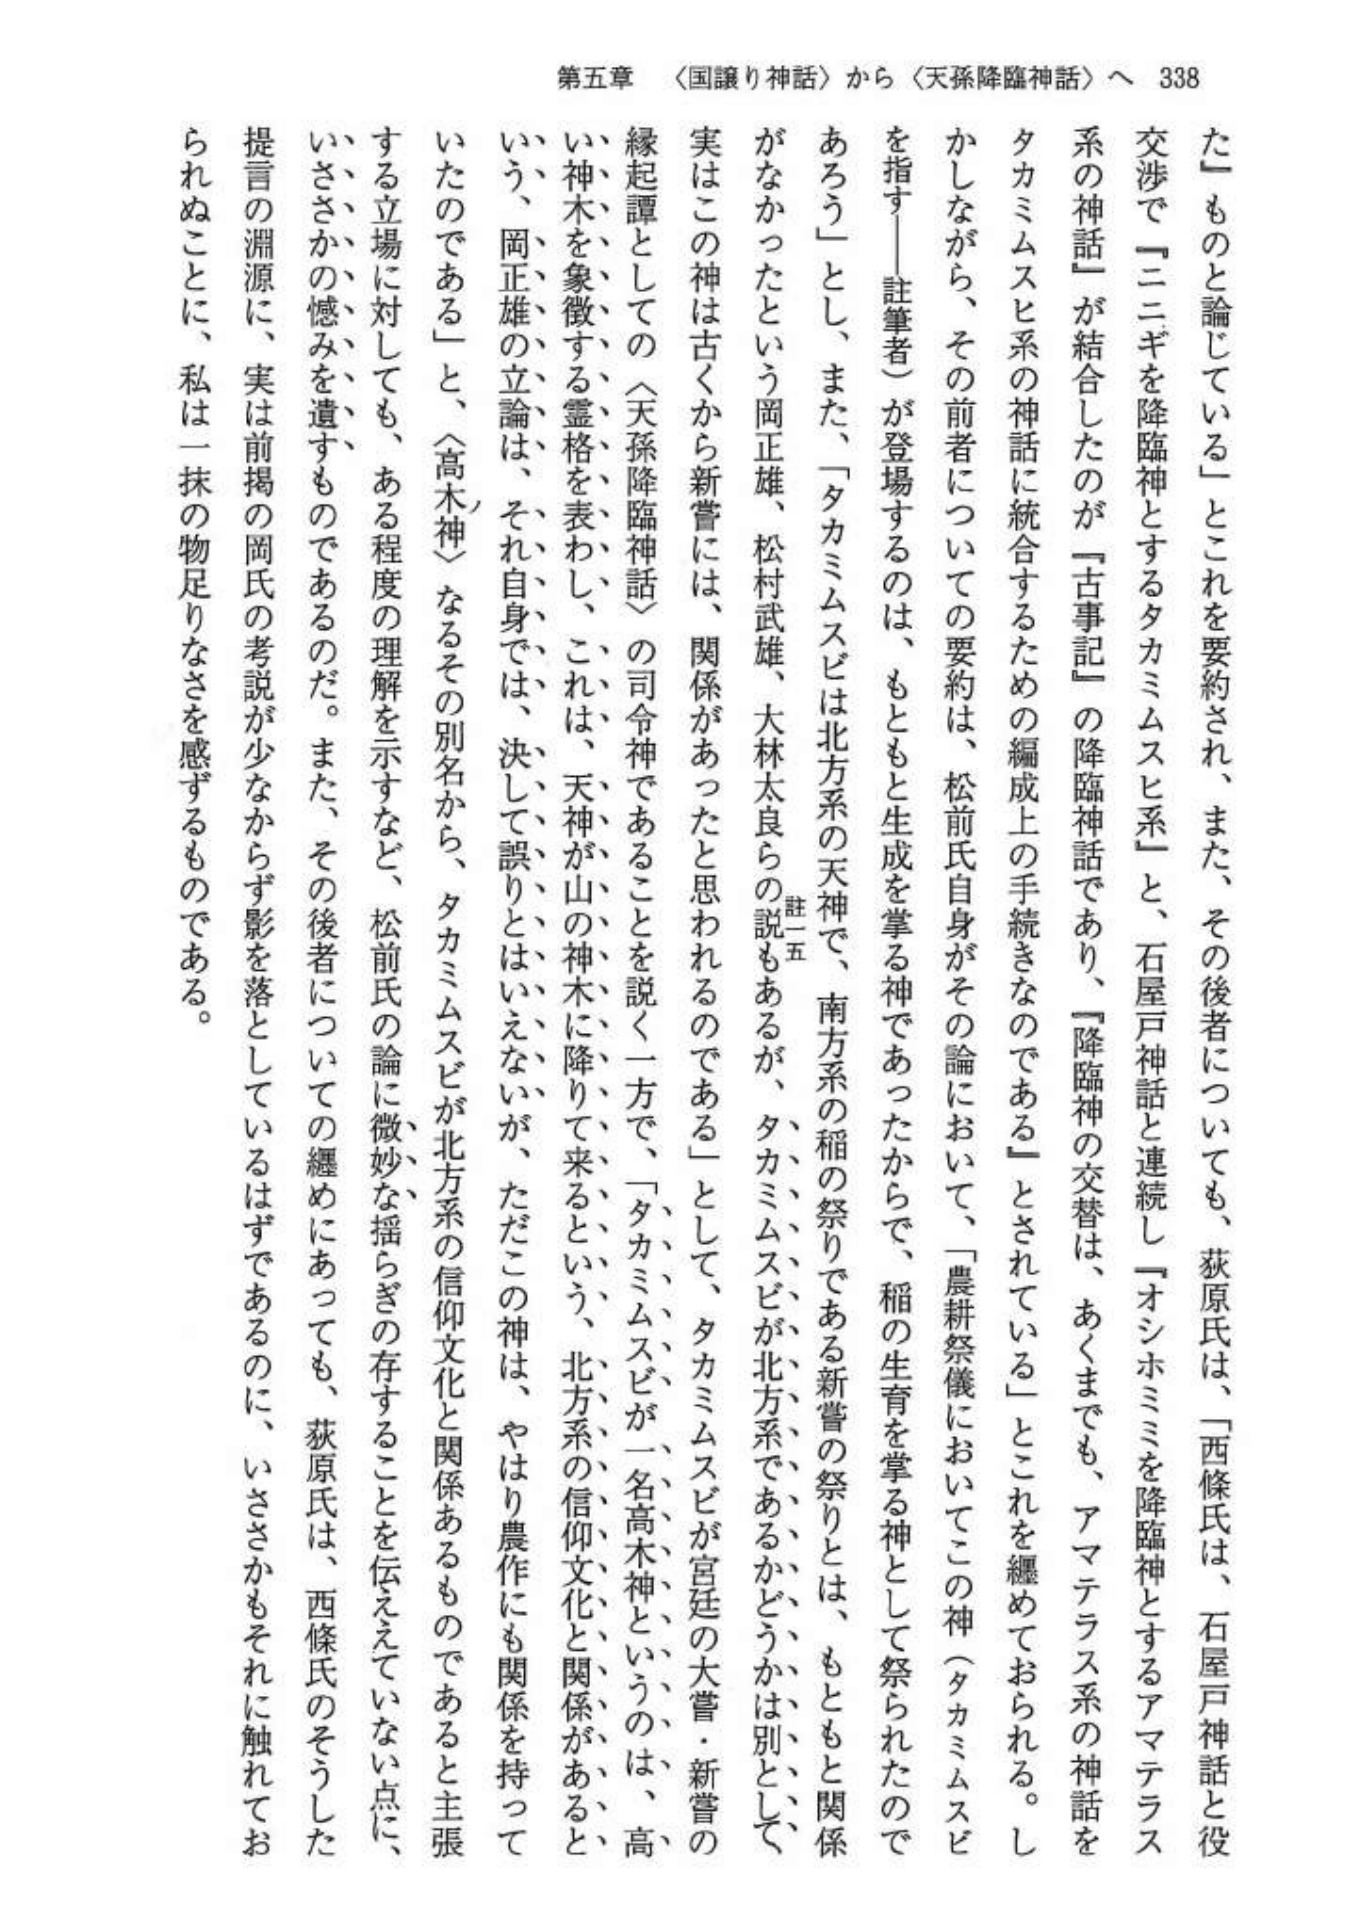 第五章　〈国譲り神話〉から〈天孫降臨神話〉へ　338
た』ものと論じている」とこれを要約され、また、その後者についても、荻原氏は、「西條氏は、石屋戸神話と役
交渉で『ニニギを降臨神とするタカミムスヒ系』と、石屋戸神話と連続し『オシホミミを降臨神とするアマテラス
系の神話』が結合したのが『古事記』の降臨神話であり、『降臨神の交替は、あくまでも、アマテラス系の神話を
タカミムスヒ系の神話に統合するための編成上の手続きなのである』とされている」とこれを纒めておられる。し
かしながら、その前者についての要約は、松前氏自身がその論において、「農耕祭儀においてこの神（タカミムスビ
を指す――註筆者）が登場するのは、もともと生成を掌る神であったからで、稲の生育を掌る神として祭られたので
あろう」とし、また、「タカミムスビは北方系の天神で、南方系の稲の祭りである新嘗の祭りとは、もともと関係
がなかったという岡正雄、松村武雄、大林太良らの説註一五もあるが、タカミムスビが北方系であるかどうかは別として、
実はこの神は古くから新嘗には、関係があったと思われるのである」として、タカミムスビが宮廷の大嘗・新嘗の
縁起譚としての〈天孫降臨神話〉の司令神であることを説く一方で、「タカミムスビが一名高木神というのは、高
い神木を象徴する霊格を表わし、これは、天神が山の神木に降りて来るという、北方系の信仰文化と関係があると
いう、岡正雄の立論は、それ自身では、決して誤りとはいえないが、ただこの神は、やはり農作にも関係を持って
いたのである」と、〈高木ノ神〉なるその別名から、タカミムスビが北方系の信仰文化と関係あるものであると主張
する立場に対しても、ある程度の理解を示すなど、松前氏の論に微妙な揺らぎの存することを伝ええていない点に、
いささかの憾みを遺すものであるのだ。また、その後者についての纒めにあっても、荻原氏は、西條氏のそうした
提言の淵源に、実は前掲の岡氏の考説が少なからず影を落としているはずであるのに、いささかもそれに触れてお
られぬことに、私は一抹の物足りなさを感ずるものである。